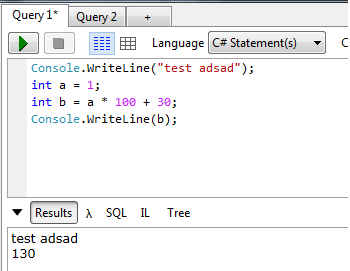 Query 1* Query 2 +
Language C# Statement(s) C
Console.WriteLine("test adsad");
int a = 1;
int b = a * 100 + 30;
Console.WriteLine(b);
Results λ SQL IL Tree
test adsad
130